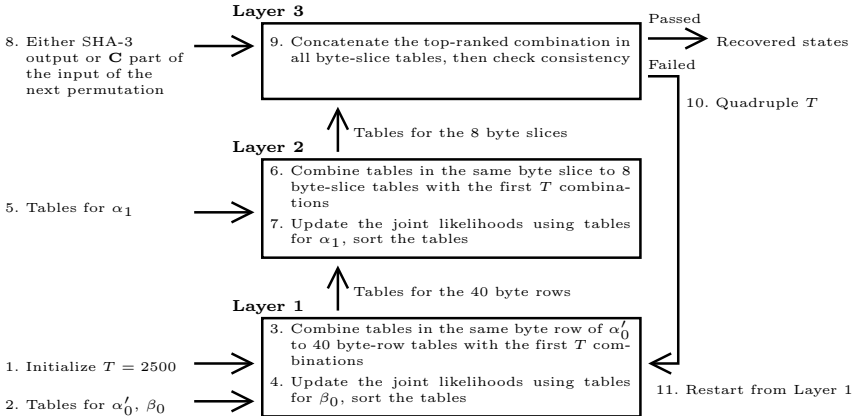 Layer 3
8. Either SHA-3
output or C part of
the input of the
next permutation
9. Concatenate the top-ranked combination in
all byte-slice tables, then check consistency
Passed
Recovered states
Failed
10. Quadruple T
Tables for the 8 byte slices
Layer 2
5. Tables for α₁
6. Combine tables in the same byte slice to 8
byte-slice tables with the first T combina-
tions
7. Update the joint likelihoods using tables
for α₁, sort the tables
Tables for the 40 byte rows
Layer 1
1. Initialize T = 2500
2. Tables for α′₀, β₀
3. Combine tables in the same byte row of α′₀
to 40 byte-row tables with the first T com-
binations
4. Update the joint likelihoods using tables
for β₀, sort the tables
11. Restart from Layer 1